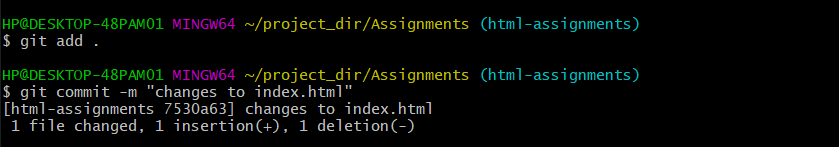 HP@DESKTOP-48PAM01 MINGW64 ~/project_dir/Assignments (html-assignments)
$ git add .
HP@DESKTOP-48PAM01 MINGW64 ~/project_dir/Assignments (html-assignments)
$ git commit -m "changes to index.html"
[html-assignments 7530a63] changes to index.html
 1 file changed, 1 insertion(+), 1 deletion(-)